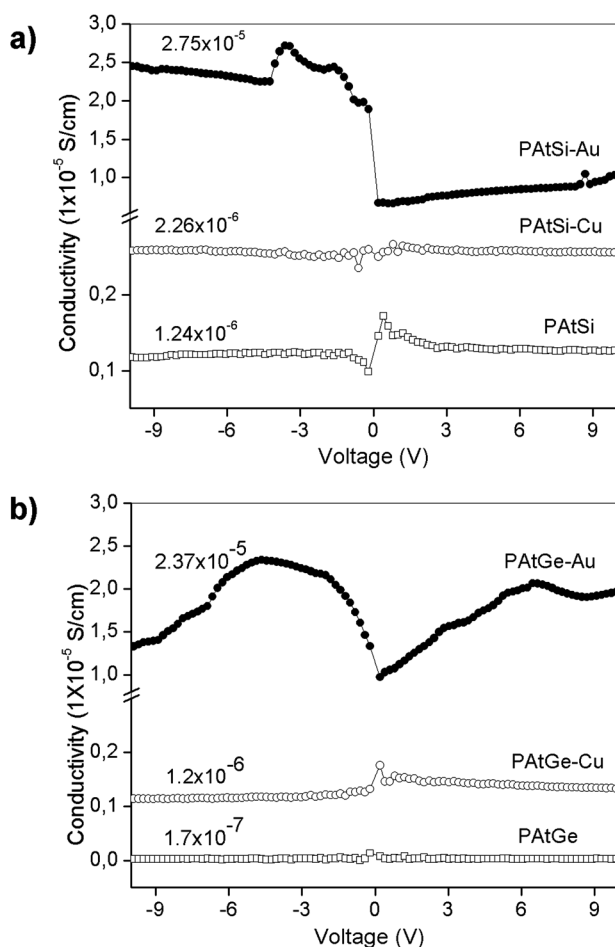 a)
3,0
2.75x10⁻⁵
2,5
2,0
1,5
PAtSi-Au
1,0
2.26x10⁻⁶
PAtSi-Cu
0,2
1.24x10⁻⁶
PAtSi
0,1
Conductivity (1x10⁻⁵ S/cm)
-9 -6 -3 0 3 6 9
Voltage (V)
b)
3,0
2.37x10⁻⁵
PAtGe-Au
2,5
2,0
1,5
1,0
0,2
1.2x10⁻⁶
PAtGe-Cu
0,1
1.7x10⁻⁷
PAtGe
0,0
Conductivity (1X10⁻⁵ S/cm)
-9 -6 -3 0 3 6 9
Voltage (V)